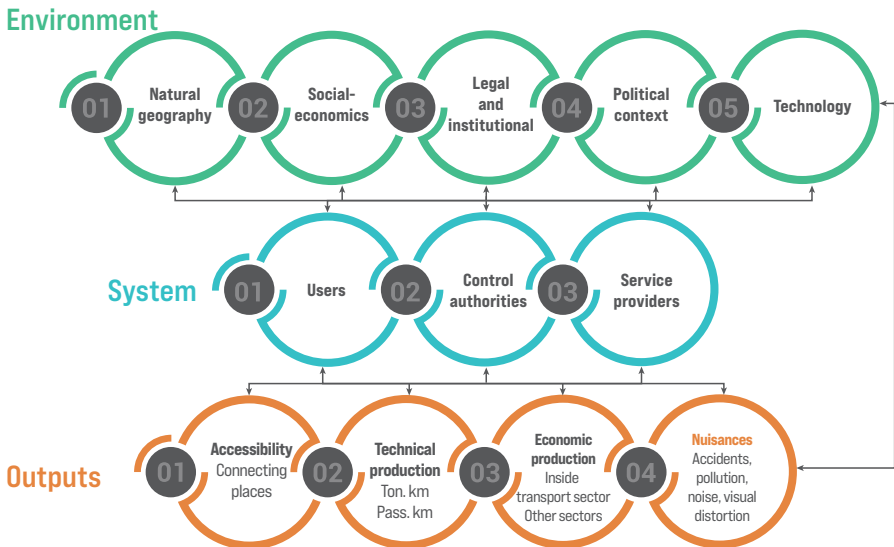 Environment
01
Natural
geography
02
Social-
economics
03
Legal
and
institutional
04
Political
context
05
Technology
System
01
Users
02
Control
authorities
03
Service
providers
Outputs
01
Accessibility
Connecting
places
02
Technical
production
Ton. km
Pass. km
03
Economic
production
Inside
transport sector
Other sectors
04
Nuisances
Accidents,
pollution,
noise, visual
distortion